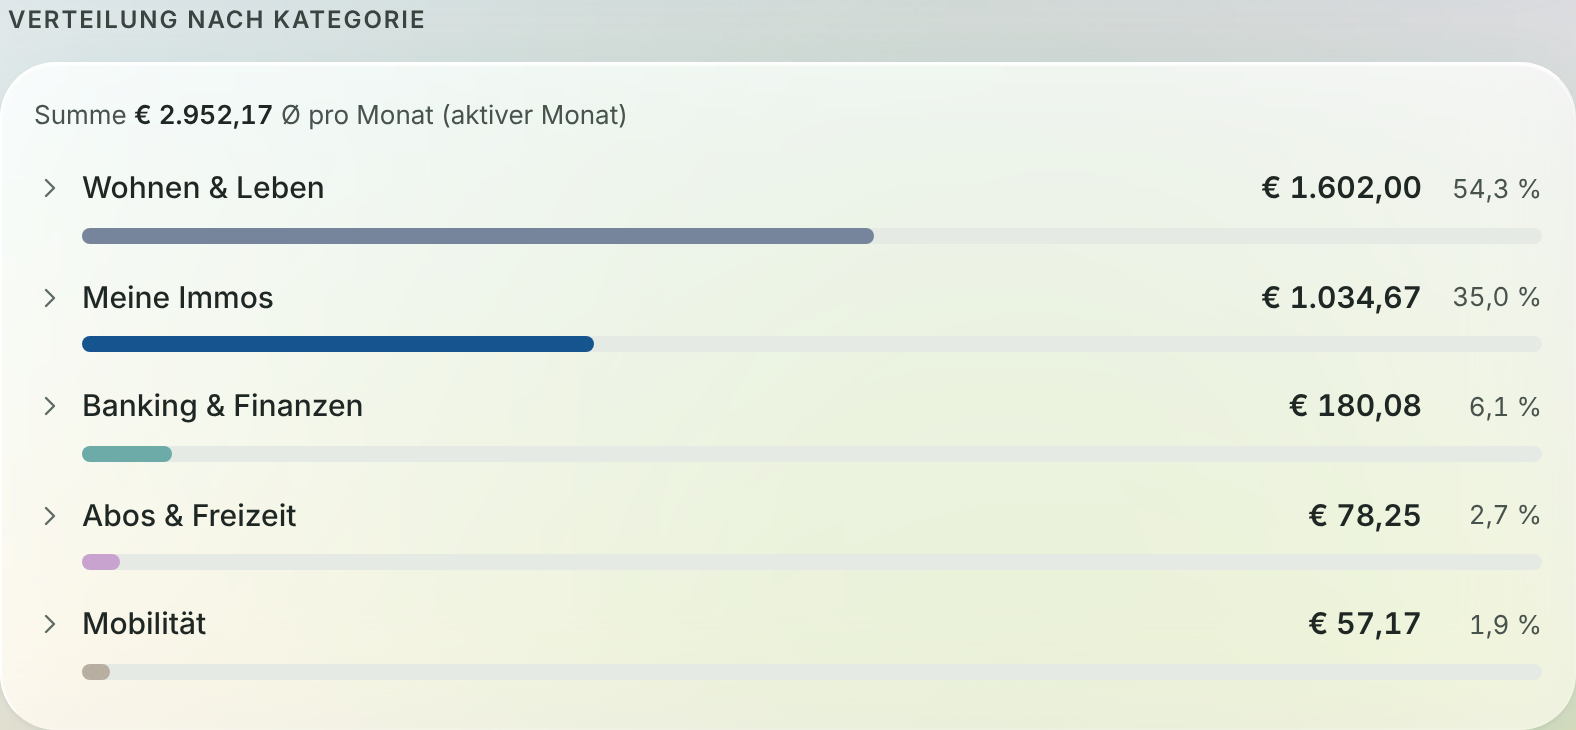 VERTEILUNG NACH KATEGORIE
Summe € 2.952,17 Ø pro Monat (aktiver Monat)
Wohnen & Leben € 1.602,00 54,3 %
Meine Immos € 1.034,67 35,0 %
Banking & Finanzen € 180,08 6,1 %
Abos & Freizeit € 78,25 2,7 %
Mobilität € 57,17 1,9 %